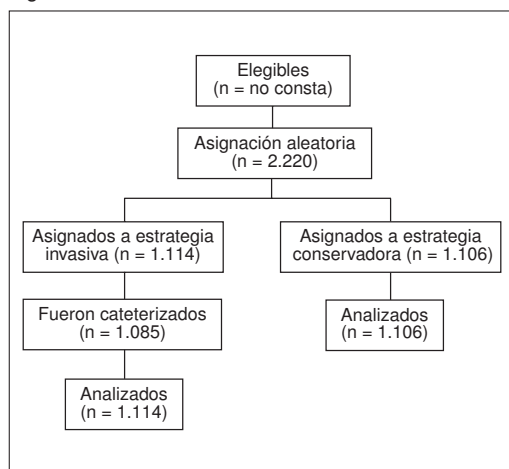 Elegibles
(n = no consta)
Asignación aleatoria
(n = 2.220)
Asignados a estrategia
invasiva (n = 1.114)
Asignados a estrategia
conservadora (n = 1.106)
Fueron cateterizados
(n = 1.085)
Analizados
(n = 1.106)
Analizados
(n = 1.114)